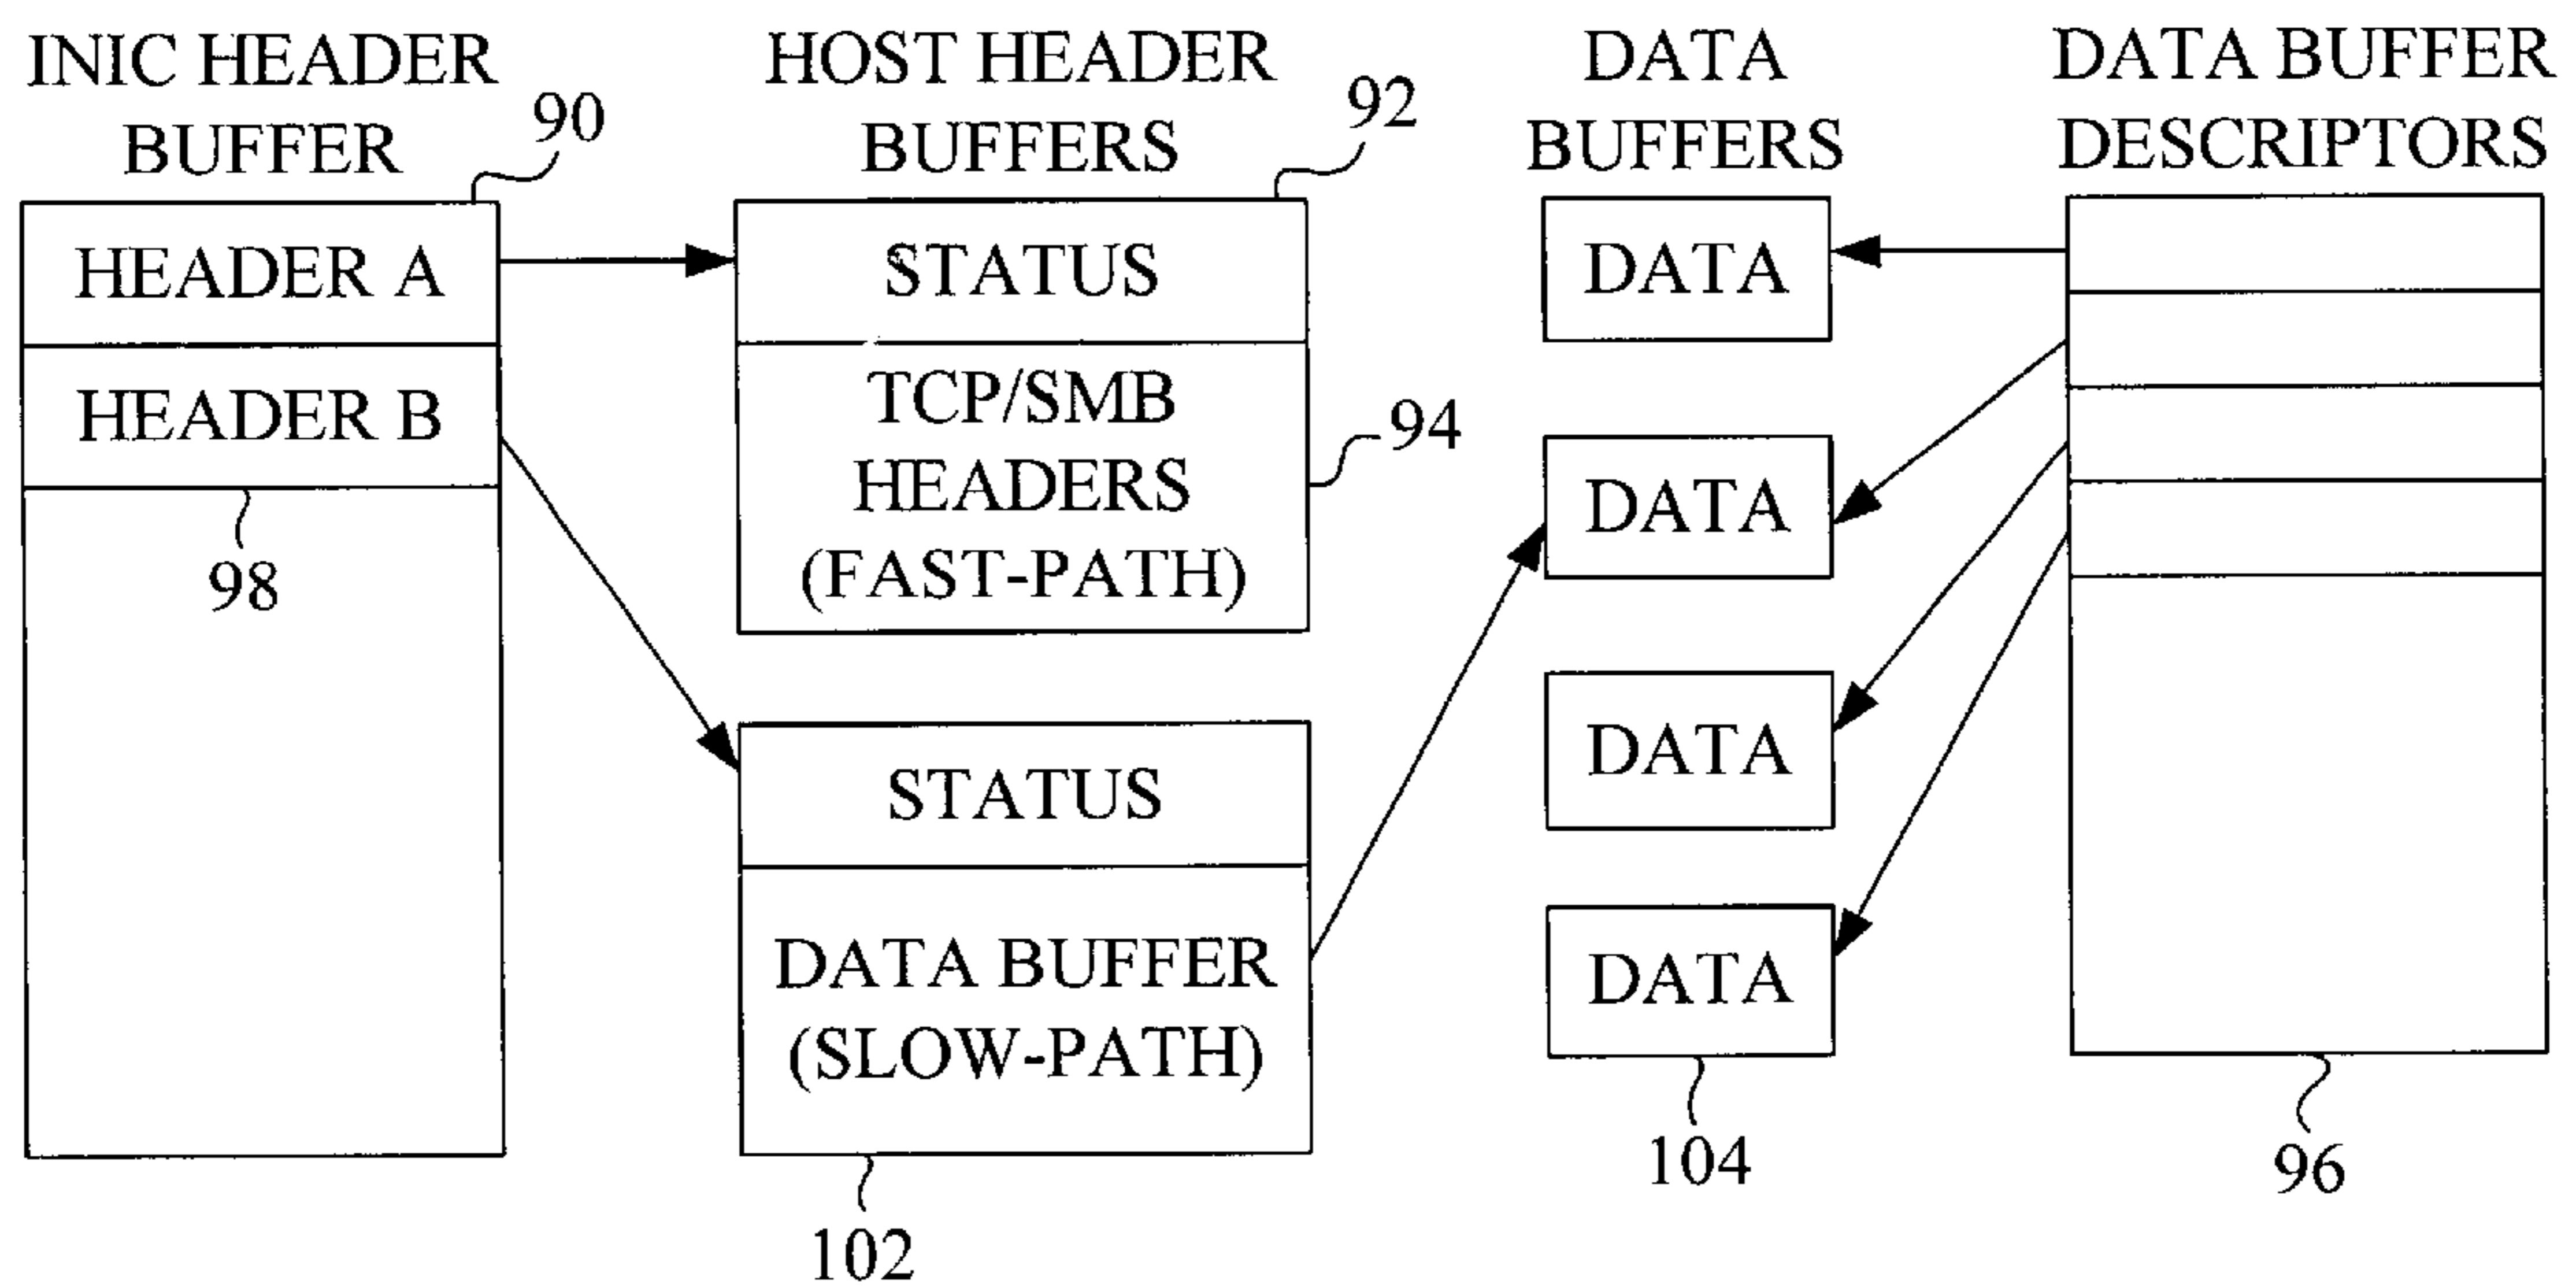 INIC HEADER
BUFFER
90
HEADER A
HEADER B
98
HOST HEADER
BUFFERS
92
STATUS
TCP/SMB
HEADERS
(FAST-PATH)
94
STATUS
DATA BUFFER
(SLOW-PATH)
102
DATA
BUFFERS
DATA
DATA
DATA
DATA
104
DATA BUFFER
DESCRIPTORS
96